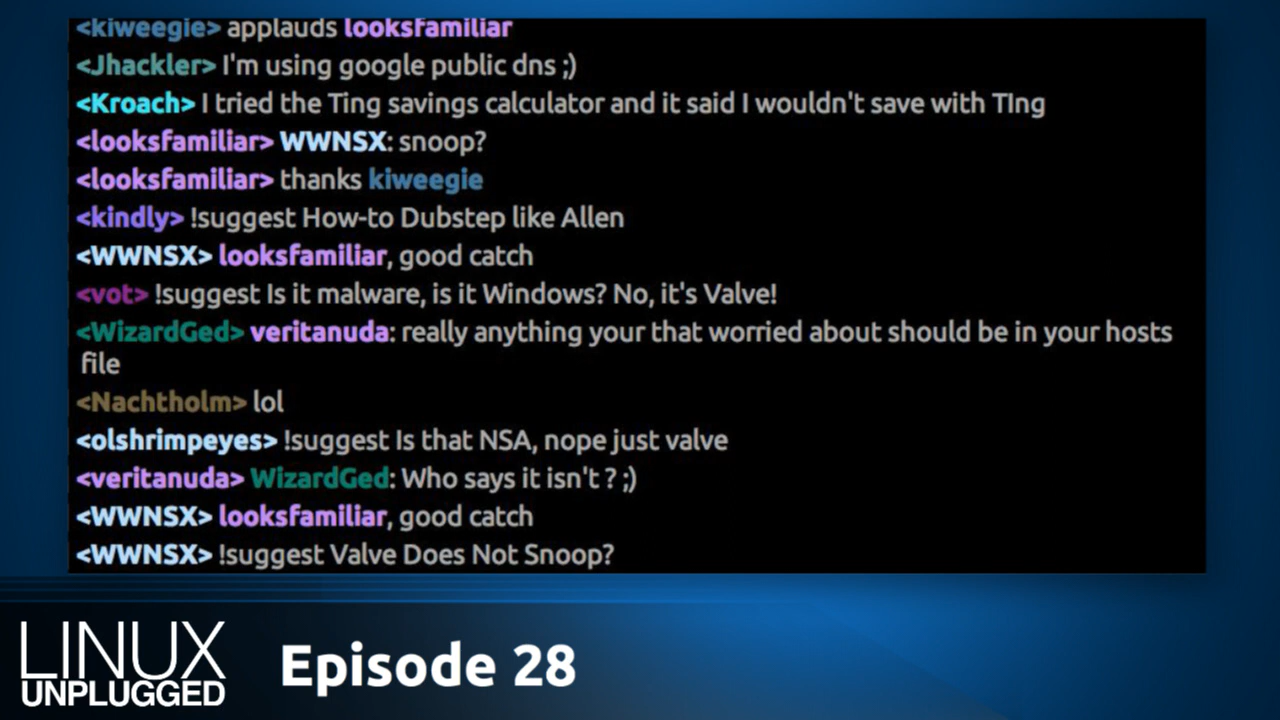 <kiweegie> applauds looksfamiliar
<Jhackler> I'm using google public dns ;)
<Kroach> I tried the Ting savings calculator and it said I wouldn't save with TIng
<looksfamiliar> WWNSX: snoop?
<looksfamiliar> thanks kiweegie
<kindly> !suggest How-to Dubstep like Allen
<WWNSX> looksfamiliar, good catch
<vot> !suggest Is it malware, is it Windows? No, it's Valve!
<WizardGed> veritanuda: really anything your that worried about should be in your hosts
file
<Nachtholm> lol
<olshrimpeyes> !suggest Is that NSA, nope just valve
<veritanuda> WizardGed: Who says it isn't ? ;)
<WWNSX> looksfamiliar, good catch
<WWNSX> !suggest Valve Does Not Snoop?
LINUX
UNPLUGGED
Episode 28